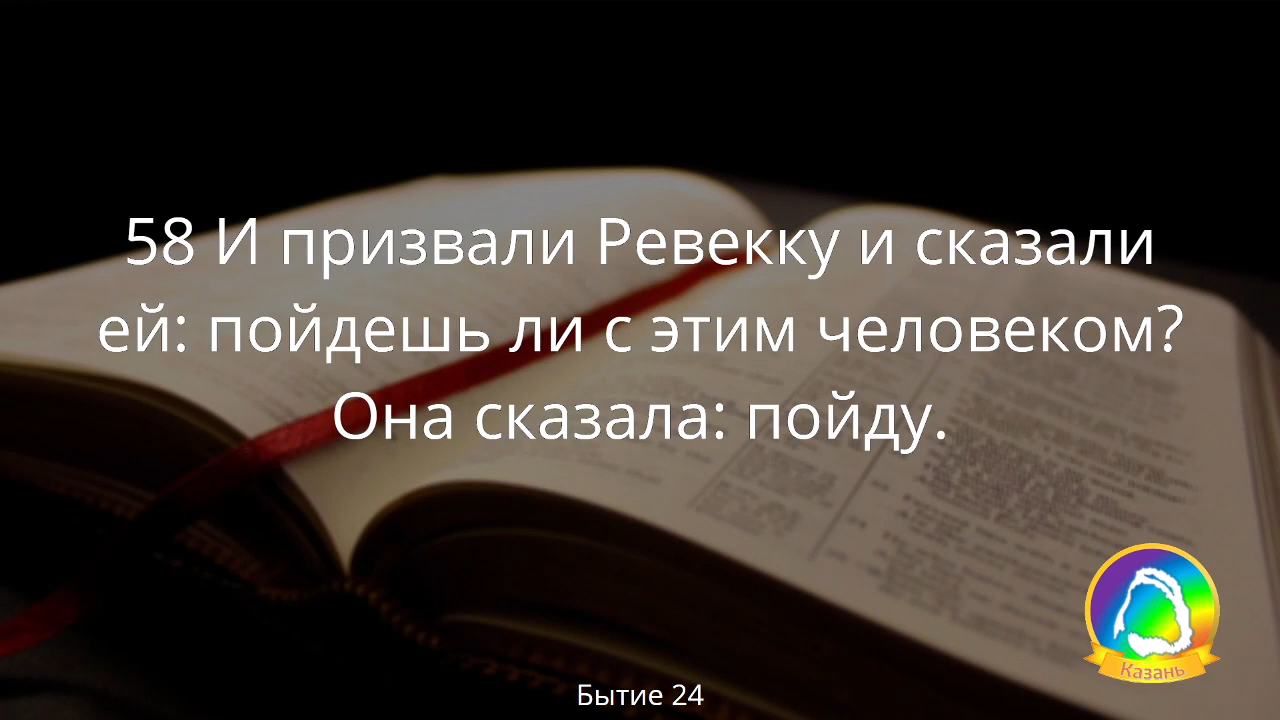 58 И призвали Ревекку и сказали
ей: пойдешь ли с этим человеком?
Она сказала: пойду.
Казань
Бытие 24